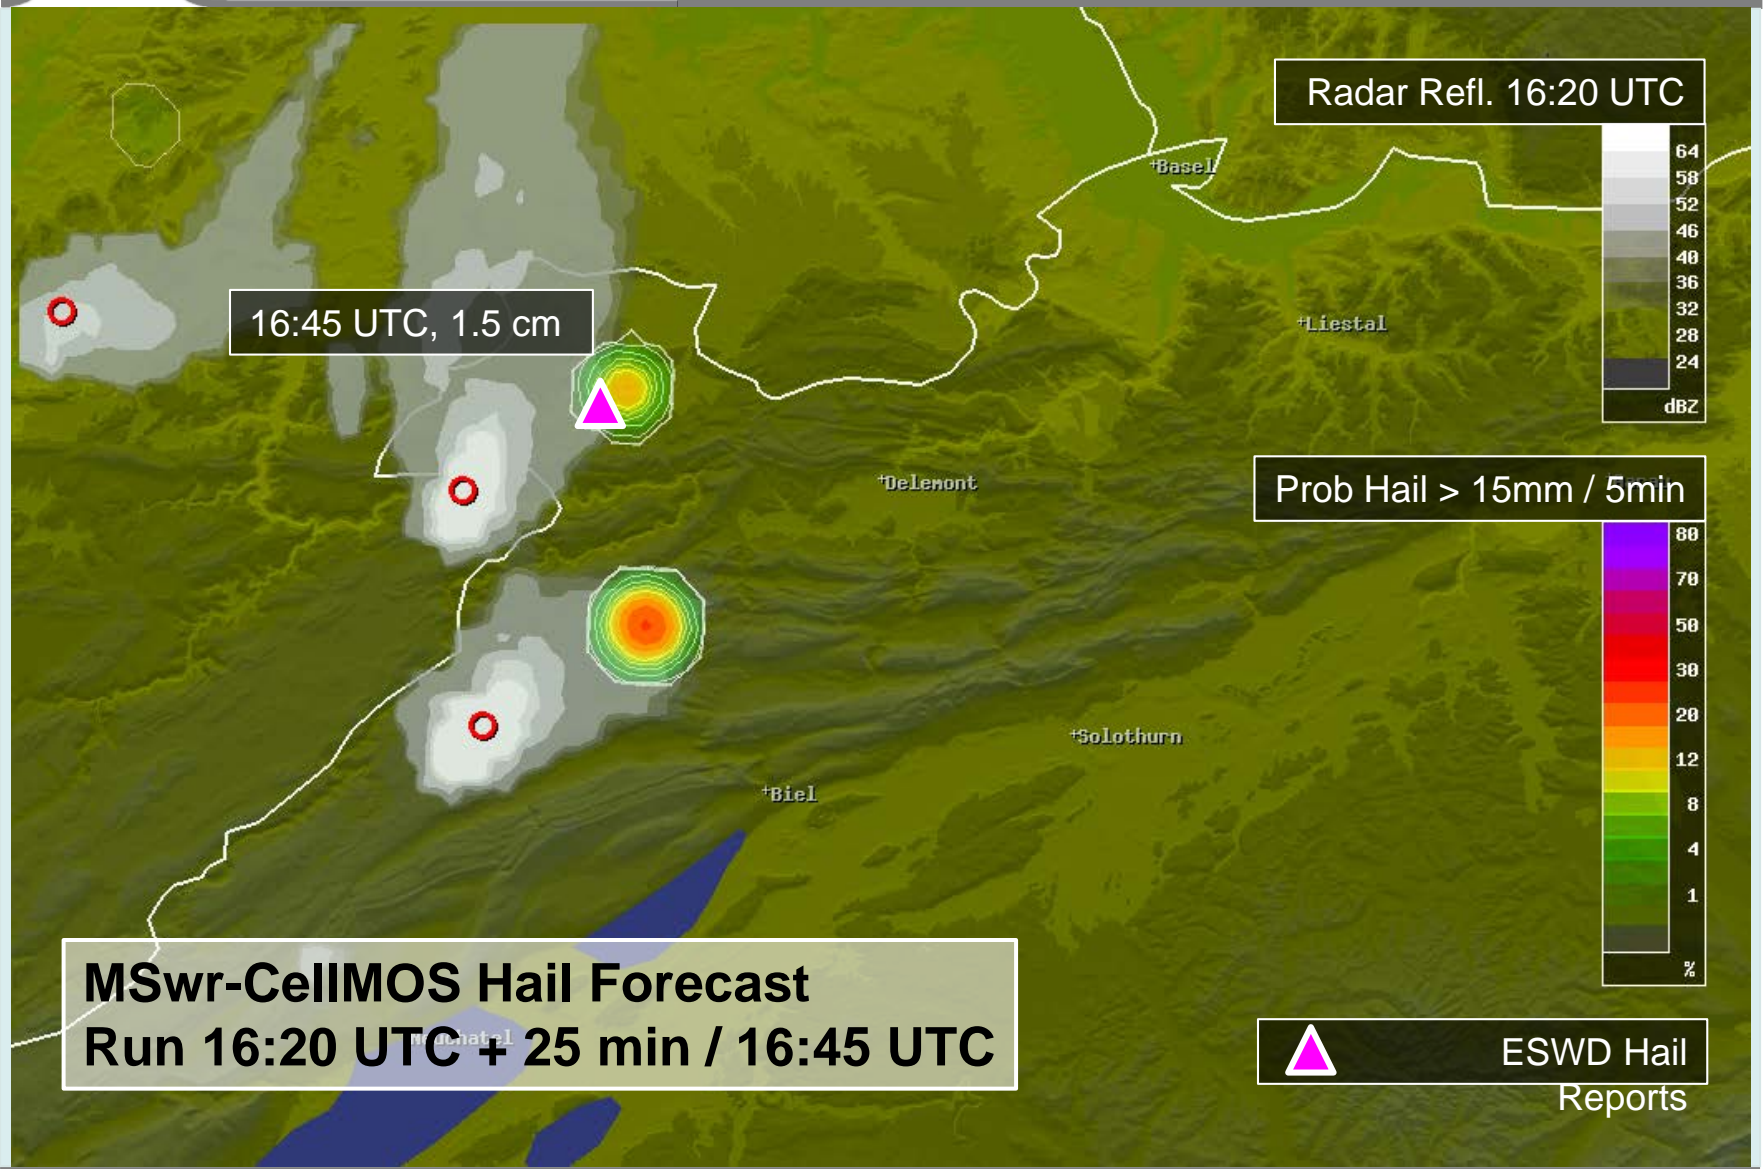 Radar Refl. 16:20 UTC
64
58
52
46
40
36
32
28
24
dBZ
+Basel
+Liestal
16:45 UTC, 1.5 cm
+Delemont
Prob Hail > 15mm / 5min
80
70
50
30
20
12
8
4
1
%
+Solothurn
+Biel
MSwr-CellMOS Hail Forecast
Run 16:20 UTC + 25 min / 16:45 UTC
ESWD Hail
Reports